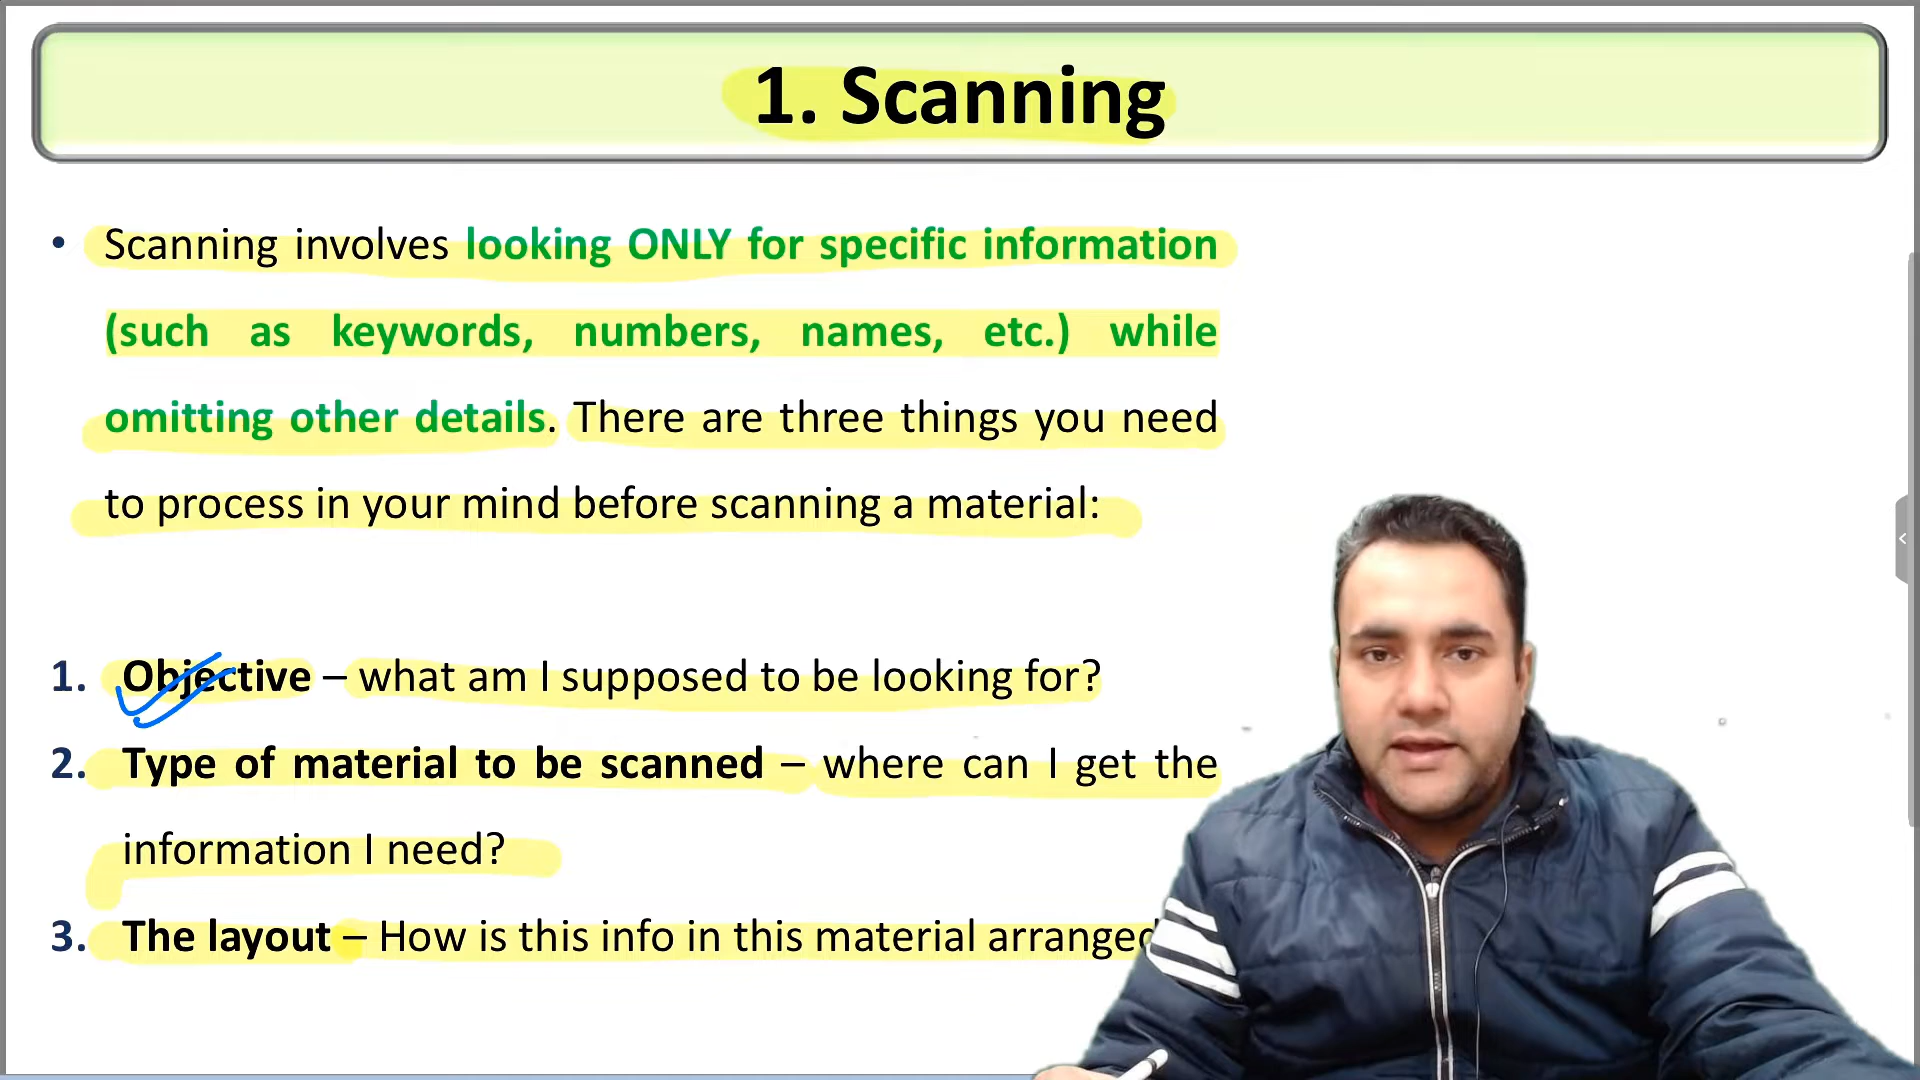 1. Scanning
• Scanning involves looking ONLY for specific information
(such as keywords, numbers, names, etc.) while
omitting other details. There are three things you need
to process in your mind before scanning a material:
1. Objective – what am I supposed to be looking for?
2. Type of material to be scanned – where can I get the
information I need?
3. The layout – How is this info in this material arranged